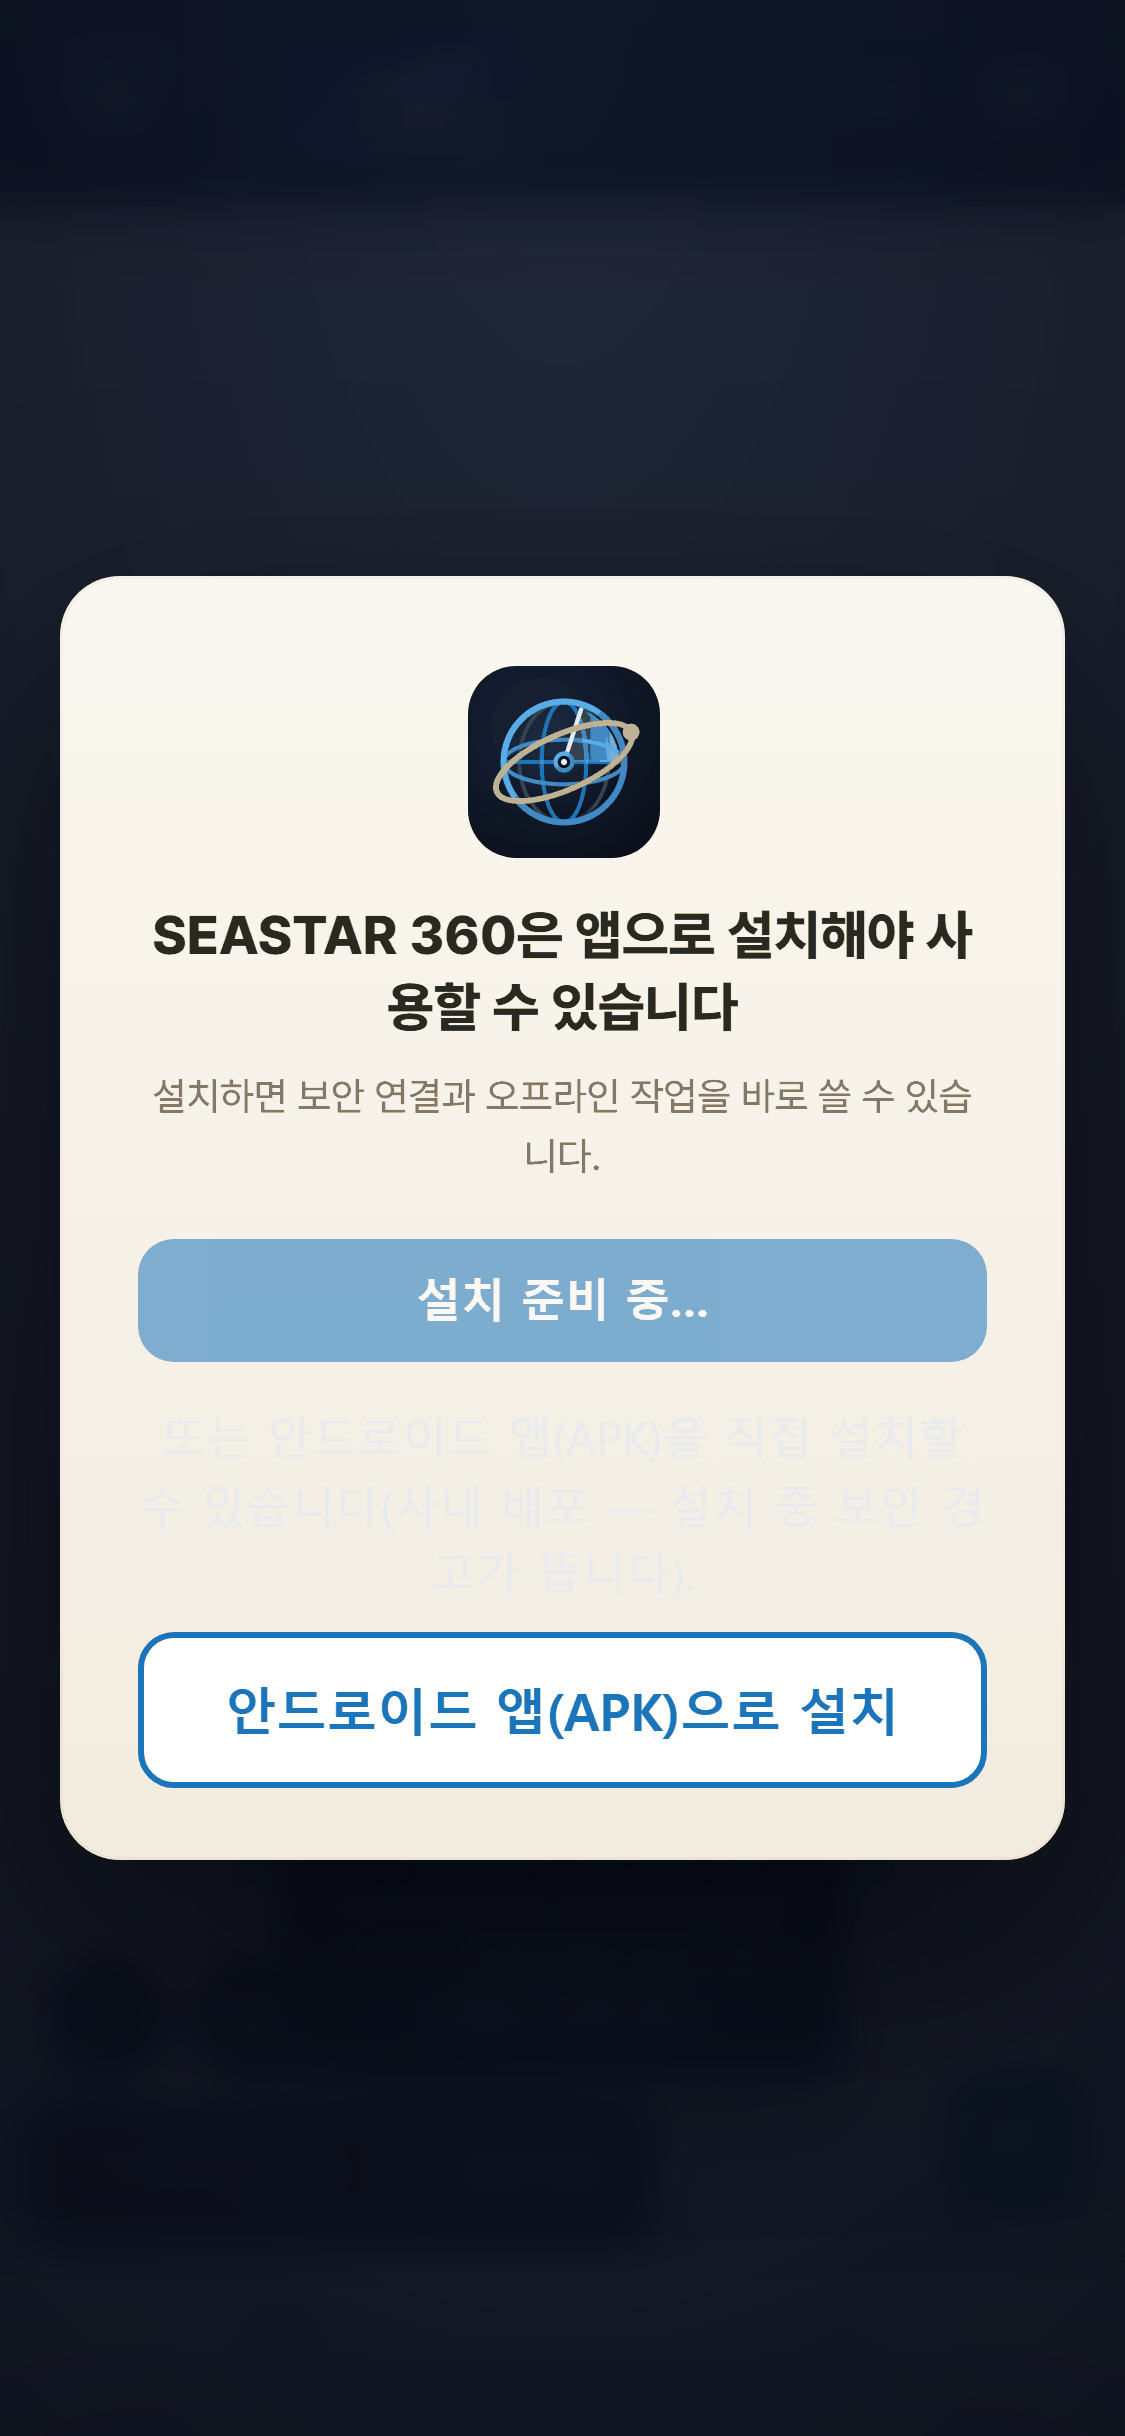 SEASTAR 360은 앱으로 설치해야 사
용할 수 있습니다
설치하면 보안 연결과 오프라인 작업을 바로 쓸 수 있습
니다.
설치 준비 중...
또는 안드로이드 앱(APK)을 직접 설치할
수 있습니다(사내 배포 — 설치 중 보안 경
고가 뜹니다).
안드로이드 앱(APK)으로 설치